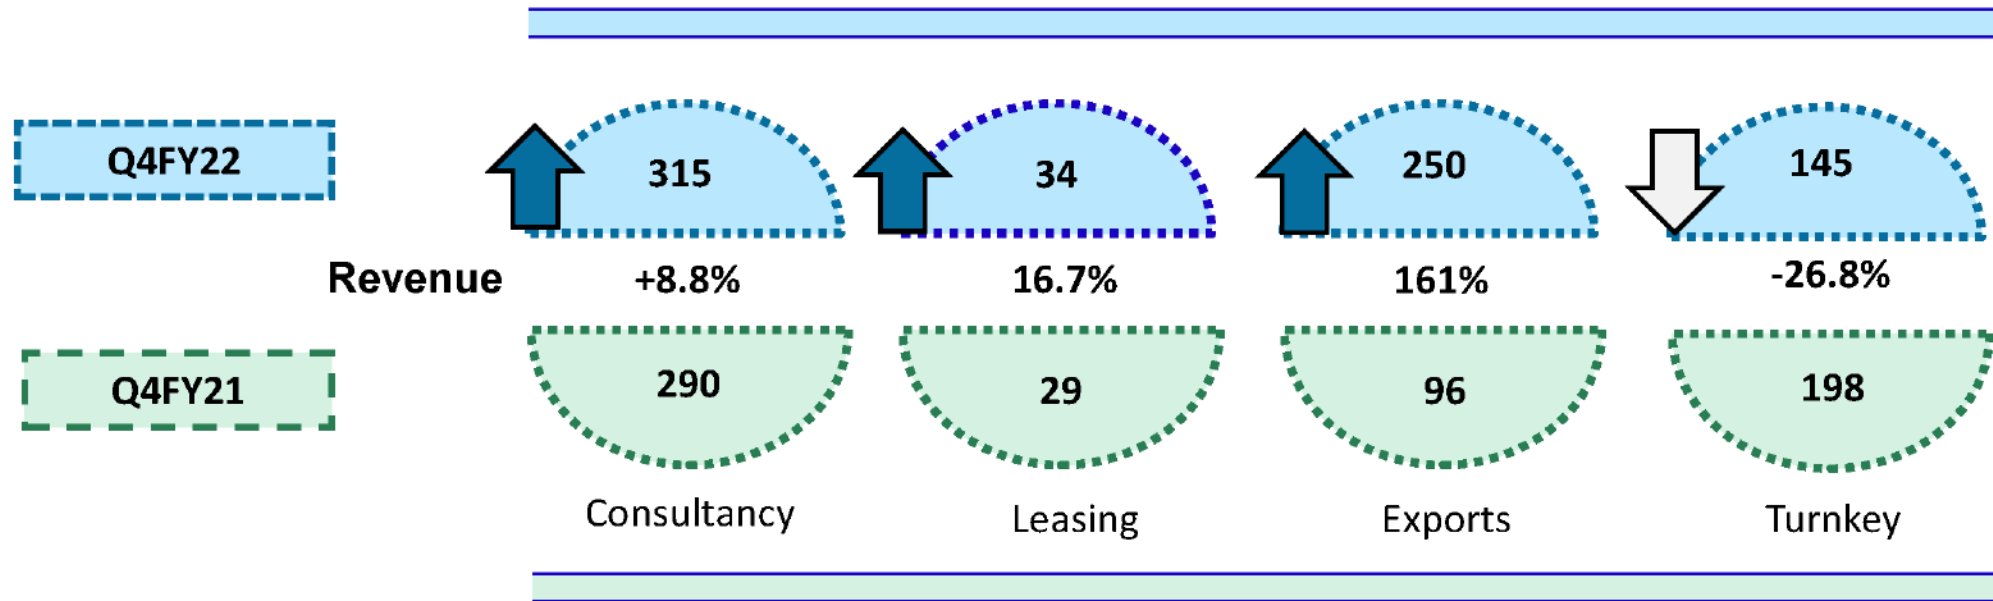 Q4FY22
315
34
250
145
Revenue
+8.8%
16.7%
161%
-26.8%
Q4FY21
290
29
96
198
Consultancy
Leasing
Exports
Turnkey